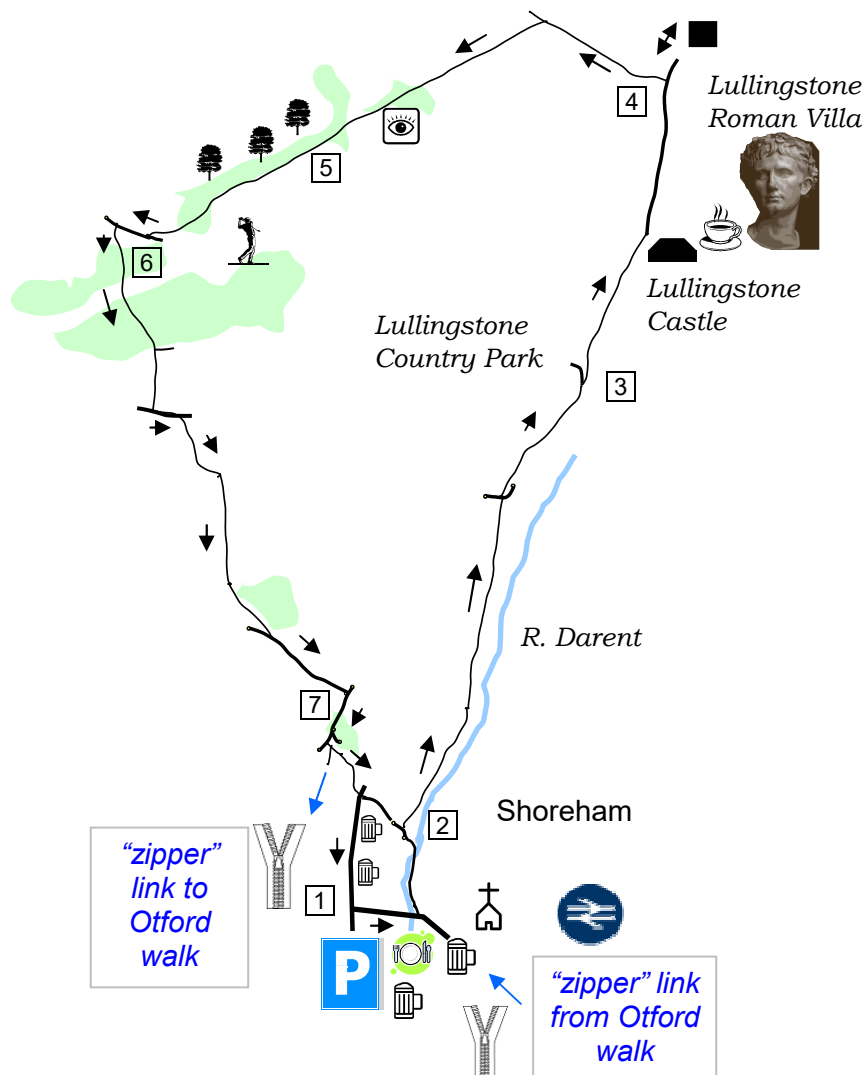 4
Lullingstone
Roman Villa
5
6
Lullingstone
Castle
Lullingstone
Country Park
3
R. Darent
7
2
Shoreham
“zipper”
link to
Otford
walk
1
P
“zipper” link
from Otford
walk